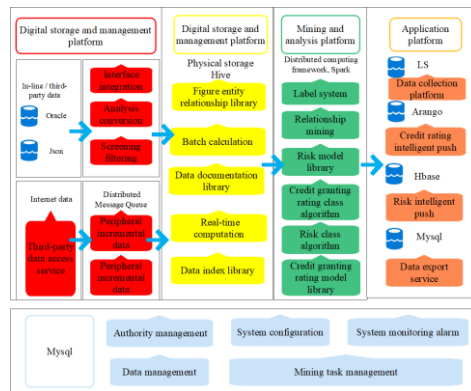 Digital storage and management
platform
In-line / third-
party data
Oracle
Json
Interface
integration
Analysis
conversion
Screening
filtering
Internet data
Third-party
data access
service
Distributed
Message Queue
Peripheral
incremental
data
Peripheral
incremental
data
Digital storage and
management platform
Physical storage
Hive
Figure entity
relationship library
Batch calculation
Data documentation
library
Real-time
computation
Data index library
Mining and
analysis platform
Distributed computing
framework, Spark
Label system
Relationship
mining
Risk model
library
Credit granting
rating class
algorithm
Risk class
algorithm
Credit granting
rating model
library
Application
platform
LS
Data collection
platform
Arango
Credit rating
intelligent push
Hbase
Risk intelligent
push
Mysql
Data export
service
Mysql
Authority management
System configuration
System monitoring alarm
Data management
Mining task management